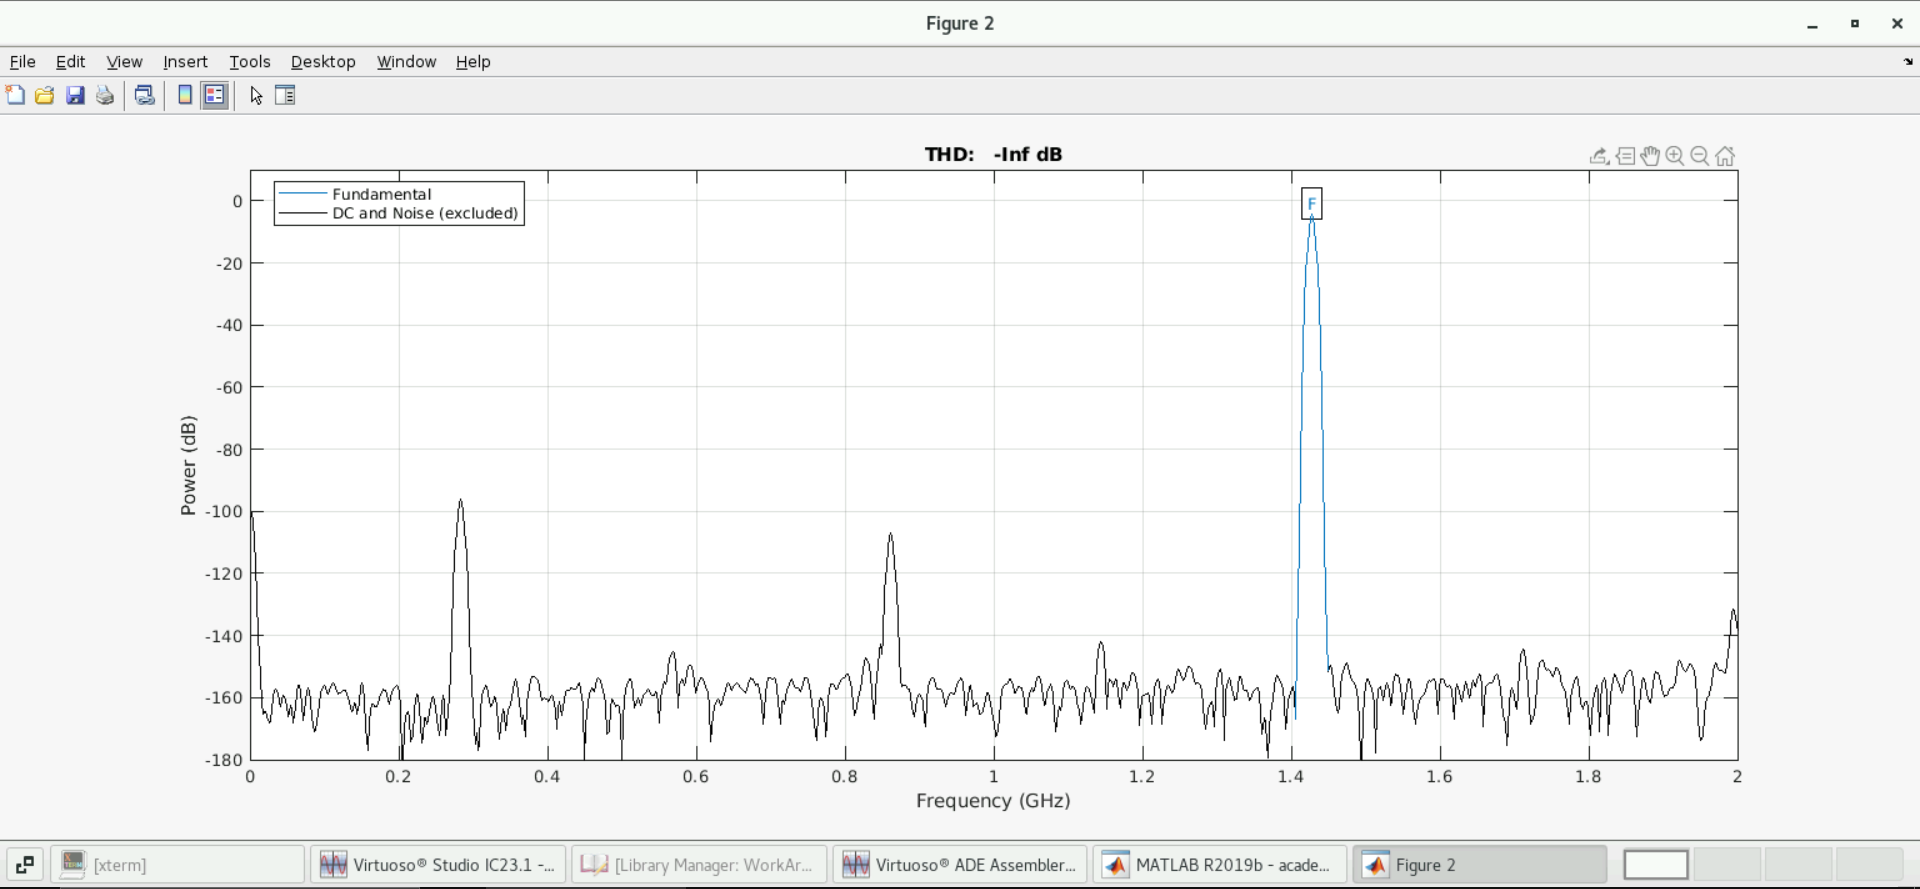 Figure 2
File Edit View Insert Tools Desktop Window Help
THD: -Inf dB
Fundamental
DC and Noise (excluded)
F
0
-20
-40
-60
-80
-100
-120
-140
-160
-180
Power (dB)
0 0.2 0.4 0.6 0.8 1 1.2 1.4 1.6 1.8 2
Frequency (GHz)
[xterm] Virtuoso® Studio IC23.1 -... [Library Manager: WorkAr... Virtuoso® ADE Assembler... MATLAB R2019b - acade... Figure 2